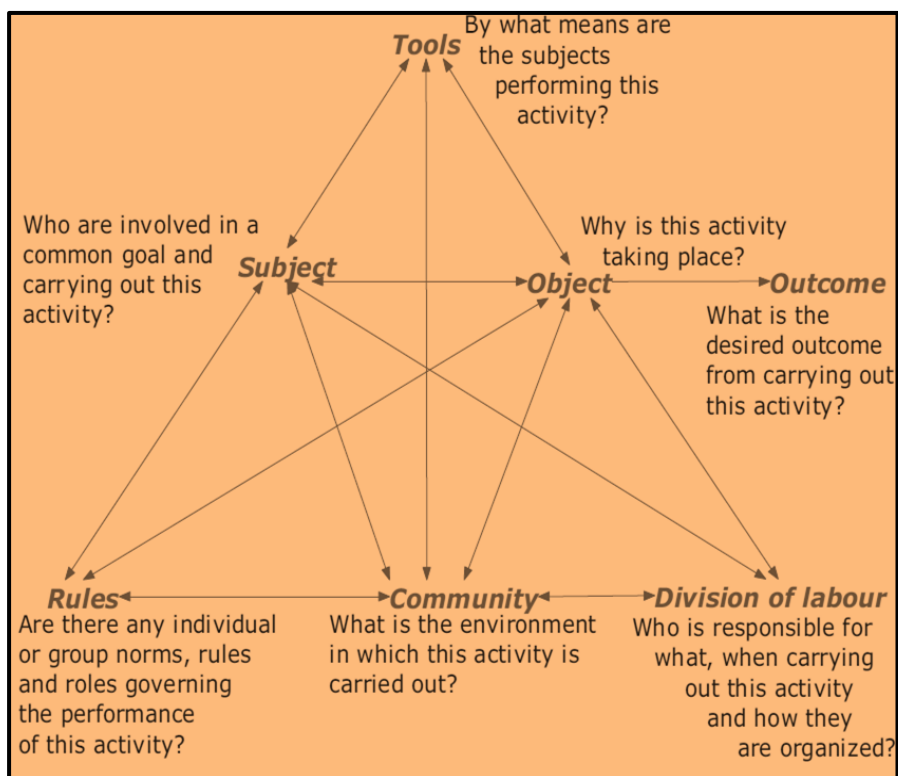 Tools
By what means are
the subjects
performing this
activity?
Who are involved in a
common goal and
carrying out this
activity?
Subject
Why is this activity
taking place?
Object
Outcome
What is the
desired outcome
from carrying out
this activity?
Rules
Are there any individual
or group norms, rules
and roles governing
the performance
of this activity?
Community
What is the environment
in which this activity is
carried out?
Division of labour
Who is responsible for
what, when carrying
out this activity
and how they
are organized?